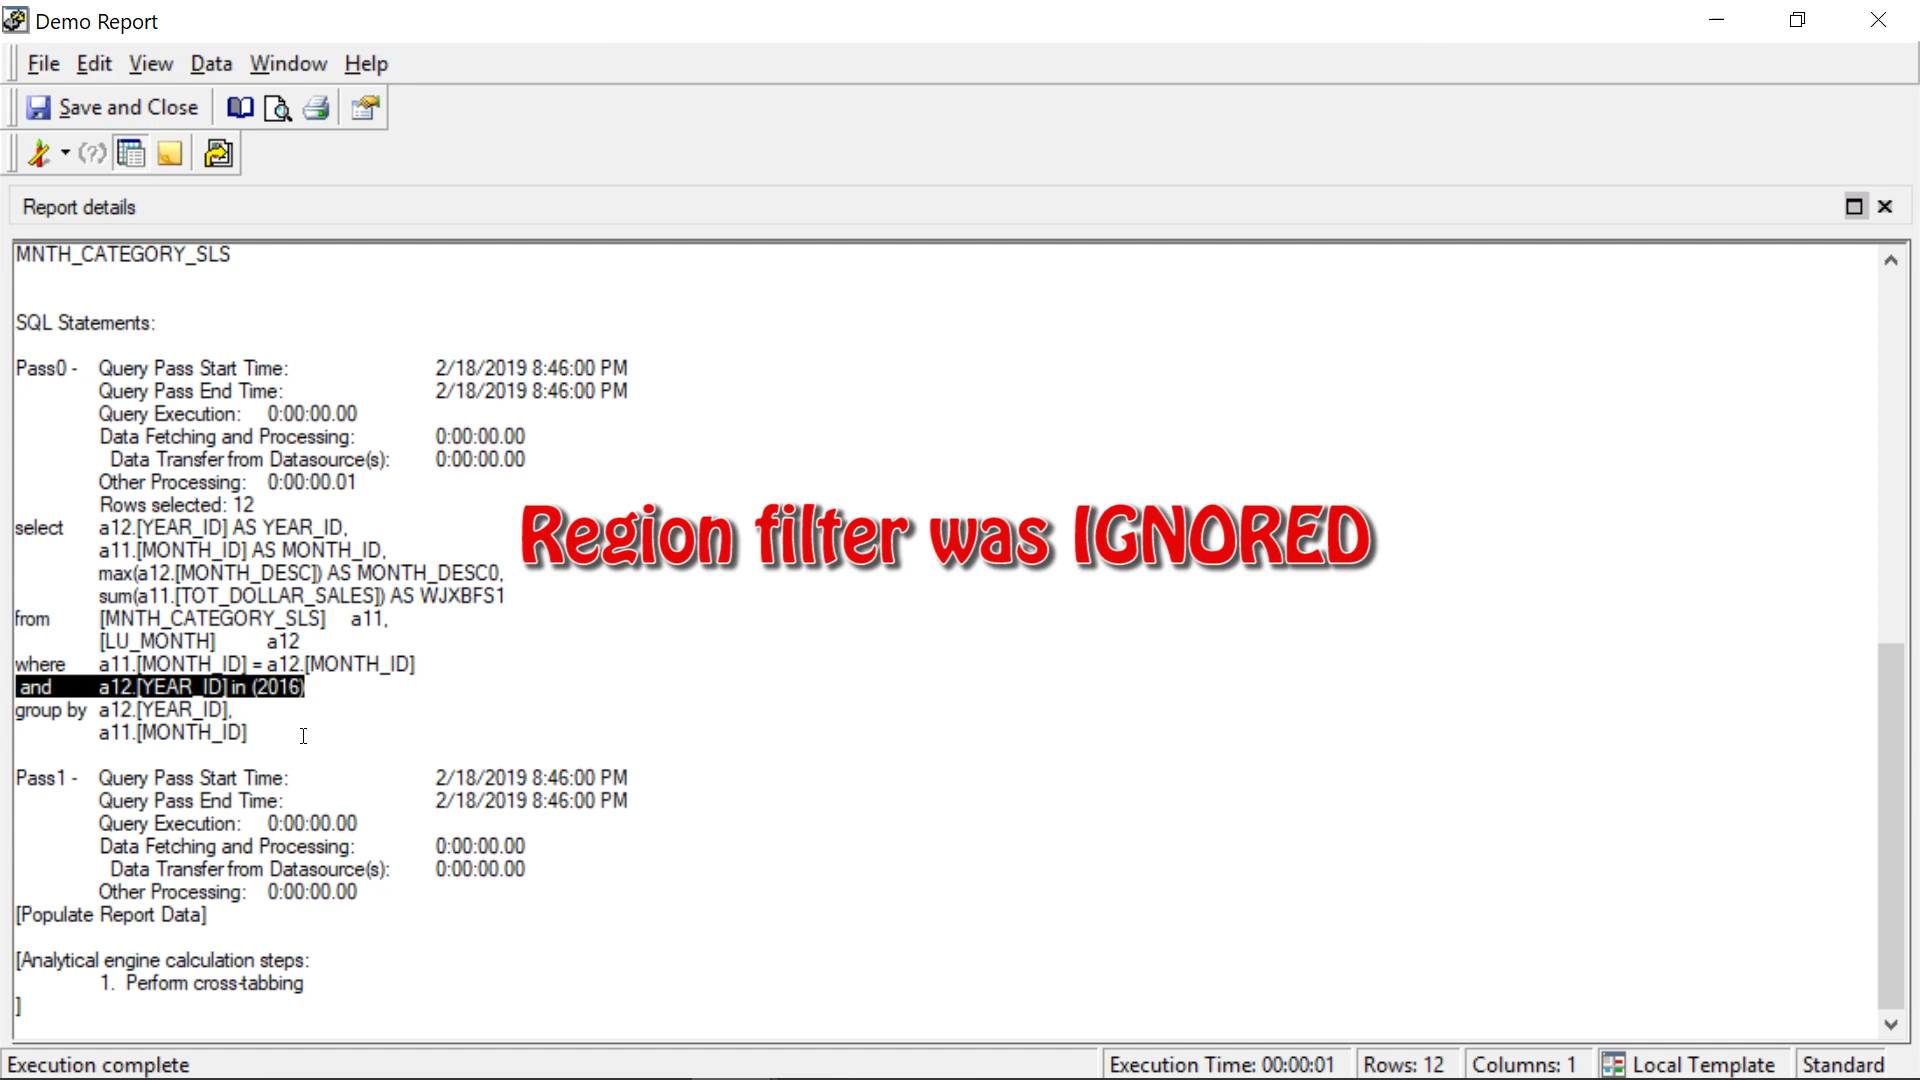 Demo Report
File Edit View Data Window Help
Save and Close
Report details
MNTH_CATEGORY_SLS
SQL Statements:
Pass0 - Query Pass Start Time: 2/18/2019 8:46:00 PM
Query Pass End Time: 2/18/2019 8:46:00 PM
Query Execution: 0:00:00.00
Data Fetching and Processing: 0:00:00.00
Data Transfer from Datasource(s): 0:00:00.00
Other Processing: 0:00:00.01
Rows selected: 12
select a12.[YEAR_ID] AS YEAR_ID,
a11.[MONTH_ID] AS MONTH_ID,
max(a12.[MONTH_DESC]) AS MONTH_DESC0,
sum(a11.[TOT_DOLLAR_SALES]) AS WJXBFS1
from [MNTH_CATEGORY_SLS] a11,
[LU_MONTH] a12
where a11.[MONTH_ID] = a12.[MONTH_ID]
and a12.[YEAR_ID] in (2016)
group by a12.[YEAR_ID],
a11.[MONTH_ID]
Region filter was IGNORED
Pass1 - Query Pass Start Time: 2/18/2019 8:46:00 PM
Query Pass End Time: 2/18/2019 8:46:00 PM
Query Execution: 0:00:00.00
Data Fetching and Processing: 0:00:00.00
Data Transfer from Datasource(s): 0:00:00.00
Other Processing: 0:00:00.00
[Populate Report Data]
[Analytical engine calculation steps:
1. Perform cross-tabbing
]
Execution complete Execution Time: 00:00:01 Rows: 12 Columns: 1 Local Template Standard